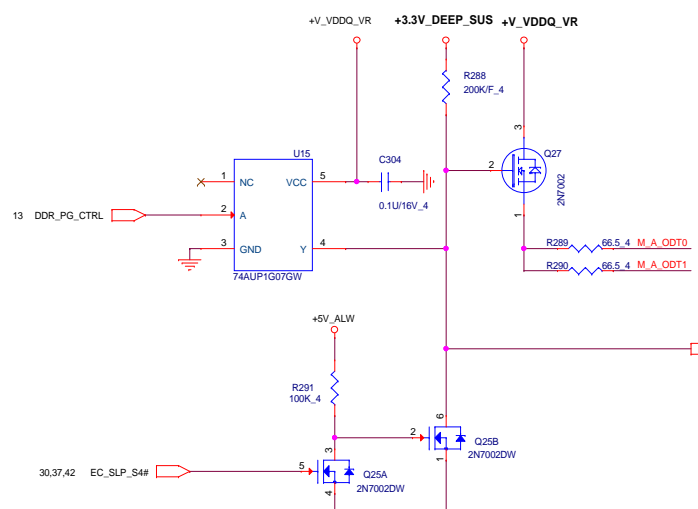 +V_VDDQ_VR
+3.3V_DEEP_SUS
+V_VDDQ_VR
R288
200K/F_4
3
U15
C304
Q27
2
2N7002
1
NC
VCC
5
0.1U/16V_4
13
DDR_PG_CTRL
2
A
1
3
GND
Y
4
R289
66.5_4
M_A_ODT0
74AUP1G07GW
R290
66.5_4
M_A_ODT1
+5V_ALW
R291
100K_4
6
3
2
Q25B
2N7002DW
1
30,37,42
EC_SLP_S4#
5
Q25A
2N7002DW
4